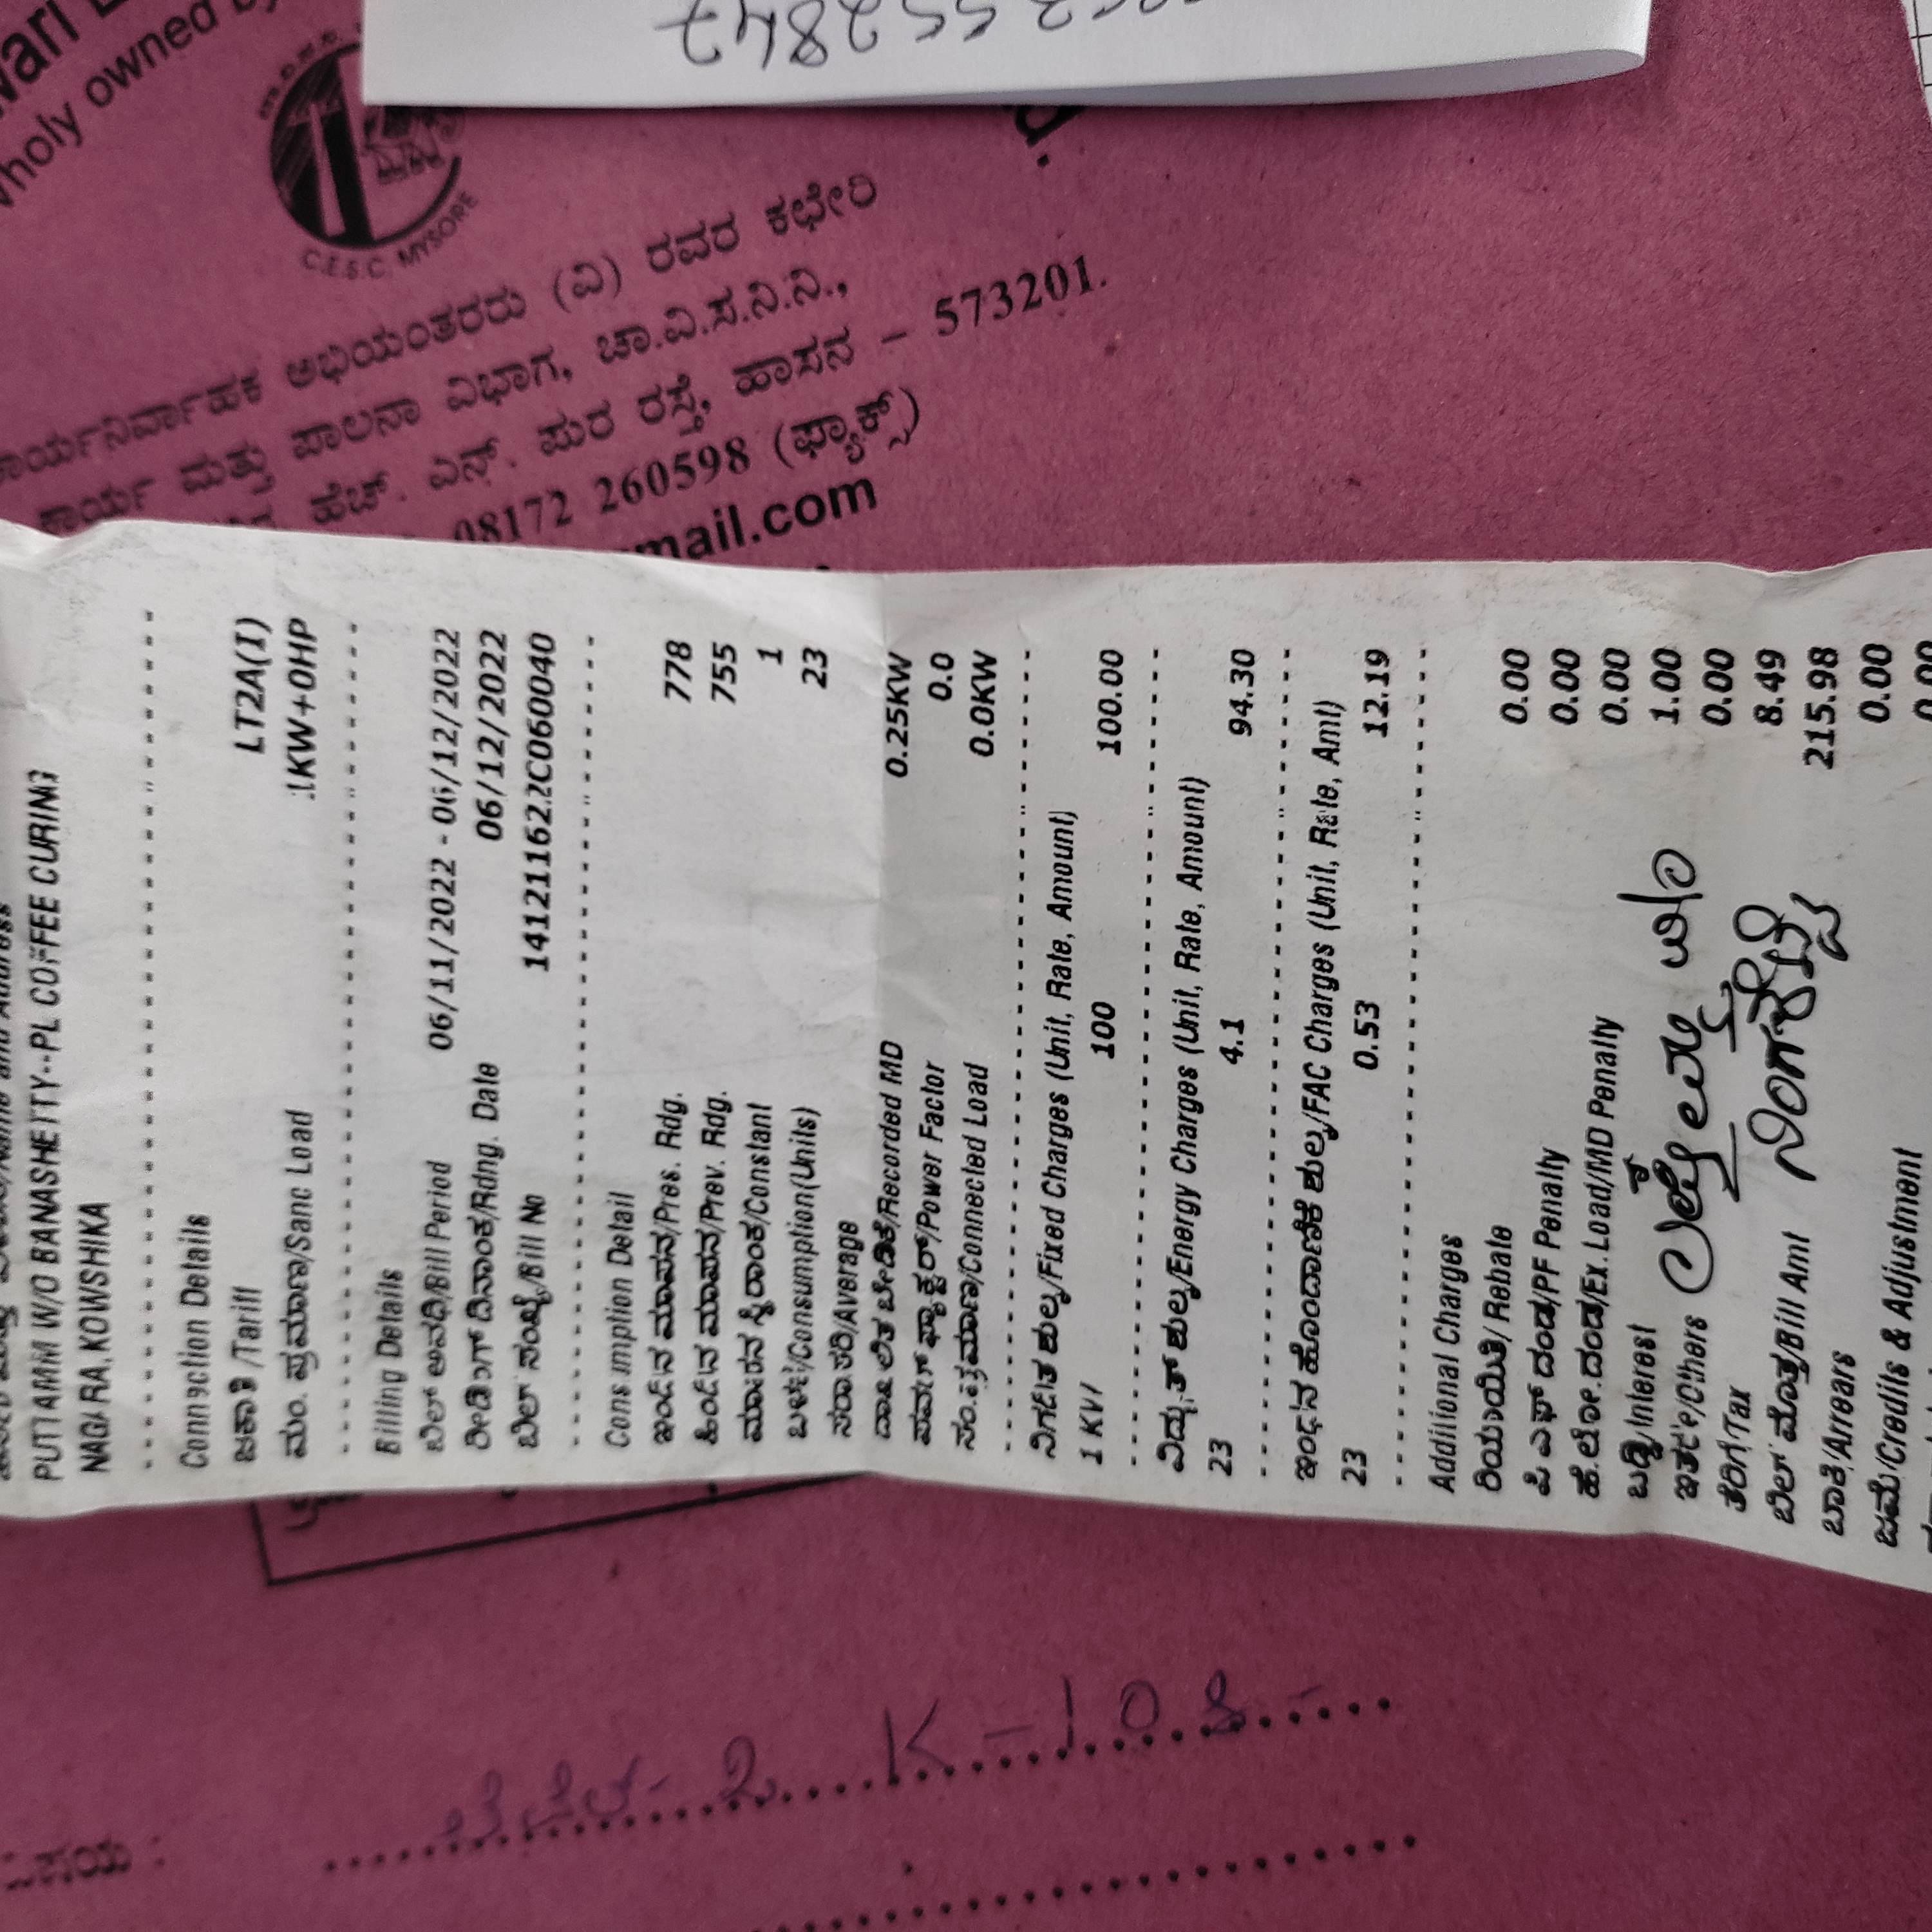 552847
holy owned
C.E.S.C. MYSORE
ಅಭಿಯಂತರರು (ವಿ) ರವರ ಕಛೇರಿ
ಕಾರ್ಯ ಮತ್ತು ಪಾಲನಾ ವಿಭಾಗ, ಚಾ.ವಿ.ಸ.ನಿ.ನಿ.,
ಹೆಚ್. ಎನ್. ಪುರ ರಸ್ತೆ, ಹಾಸನ – 573201.
08172 260598 (ಫ್ಯಾಕ್ಸ್)
mail.com
PUTTAMM W/O BANASHETTY--PL COFFEE CURING
NAGARA, KOWSHIKA
Connection Details
ಜಕಾತಿ/Tariff LT2A(I)
ಮಂ. ಪ್ರಮಾಣ/Sanc Load 1KW+0HP
Billing Details
ಬಿಲ್ ಅವಧಿ/Bill Period 06/11/2022 - 06/12/2022
ರೀಡಿಂಗ್ ದಿನಾಂಕ/Rdng. Date 06/12/2022
ಬಿಲ್ ಸಂಖ್ಯೆ/Bill No 141211622C060040
Consumption Detail
ಇಂದಿನ ಮಾಪನ/Pres. Rdg. 778
ಹಿಂದಿನ ಮಾಪನ/Prev. Rdg. 755
ಮಾಪನ ಸ್ಥಿರಾಂಕ/Constant 1
ಬಳಕೆ/Consumption(Units) 23
ಸರಾಸರಿ/Average
ದಾಖಲಿತ ಬೇಡಿಕೆ/Recorded MD 0.25KW
ಪವರ್ ಫ್ಯಾಕ್ಟರ್/Power Factor 0.0
ಸಂ.ಪ್ರಮಾಣ/Connected Load 0.0KW
ನಿಗದಿತ ಶುಲ್ಕ/Fixed Charges (Unit, Rate, Amount)
1 KW 100 100.00
ವಿದ್ಯುತ್ ಶುಲ್ಕ/Energy Charges (Unit, Rate, Amount)
23 4.1 94.30
ಇಂಧನ ಹೊಂದಾಣಿಕೆ ಶುಲ್ಕ/FAC Charges (Unit, Rate, Amt)
23 0.53 12.19
Additional Charges
ರಿಯಾಯಿತಿ/ Rebate 0.00
ಪಿ ಎಫ್ ದಂಡ/PF Penalty 0.00
ಹೆ.ಲೋ.ದಂಡ/Ex. Load/MD Penalty 0.00
ಬಡ್ಡಿ/Interest 1.00
ಇತರೆ/Others 0.00
ತೆರಿಗೆ/Tax 8.49
ಬಿಲ್ ಮೊತ್ತ/Bill Amt 215.98
ಬಾಕಿ/Arrears 0.00
ಜಮೆ/Credits & Adjustment 0.00
ವಿಷಯ :
K-108